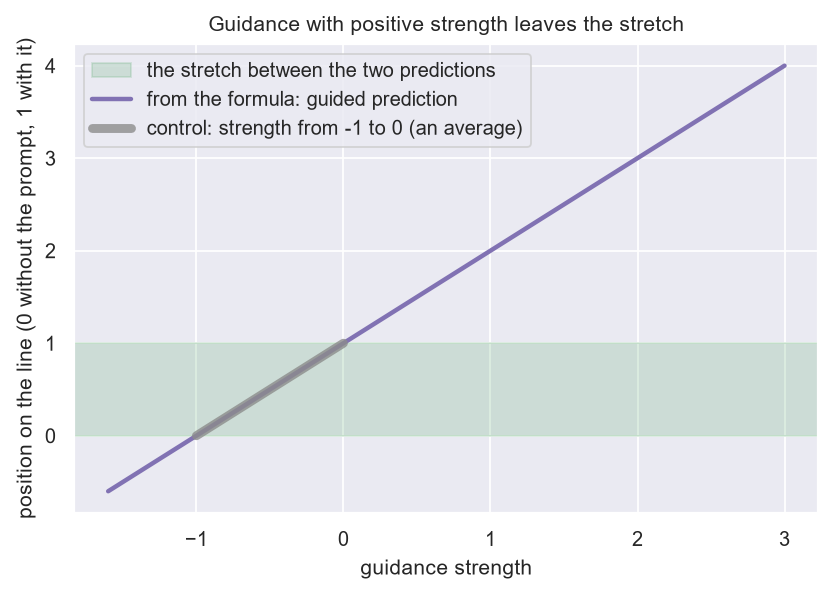 Guidance with positive strength leaves the stretch
the stretch between the two predictions
from the formula: guided prediction
control: strength from -1 to 0 (an average)
position on the line (0 without the prompt, 1 with it)
4
3
2
1
0
−1
0
1
2
3
guidance strength